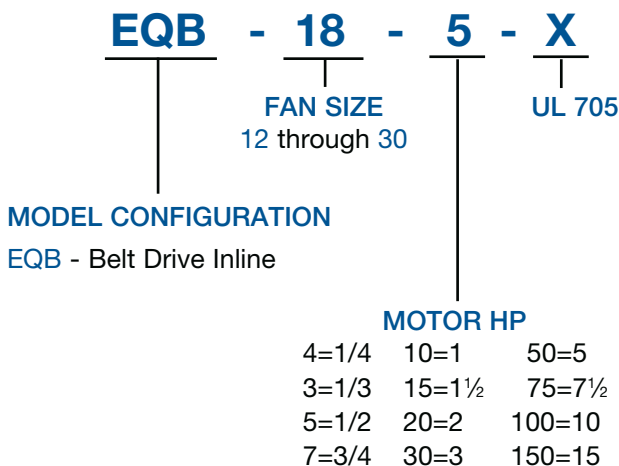 EQB - 18 - 5 - X
FAN SIZE
12 through 30
UL 705
MODEL CONFIGURATION
EQB - Belt Drive Inline
MOTOR HP
4=1/4 10=1 50=5
3=1/3 15=1½ 75=7½
5=1/2 20=2 100=10
7=3/4 30=3 150=15